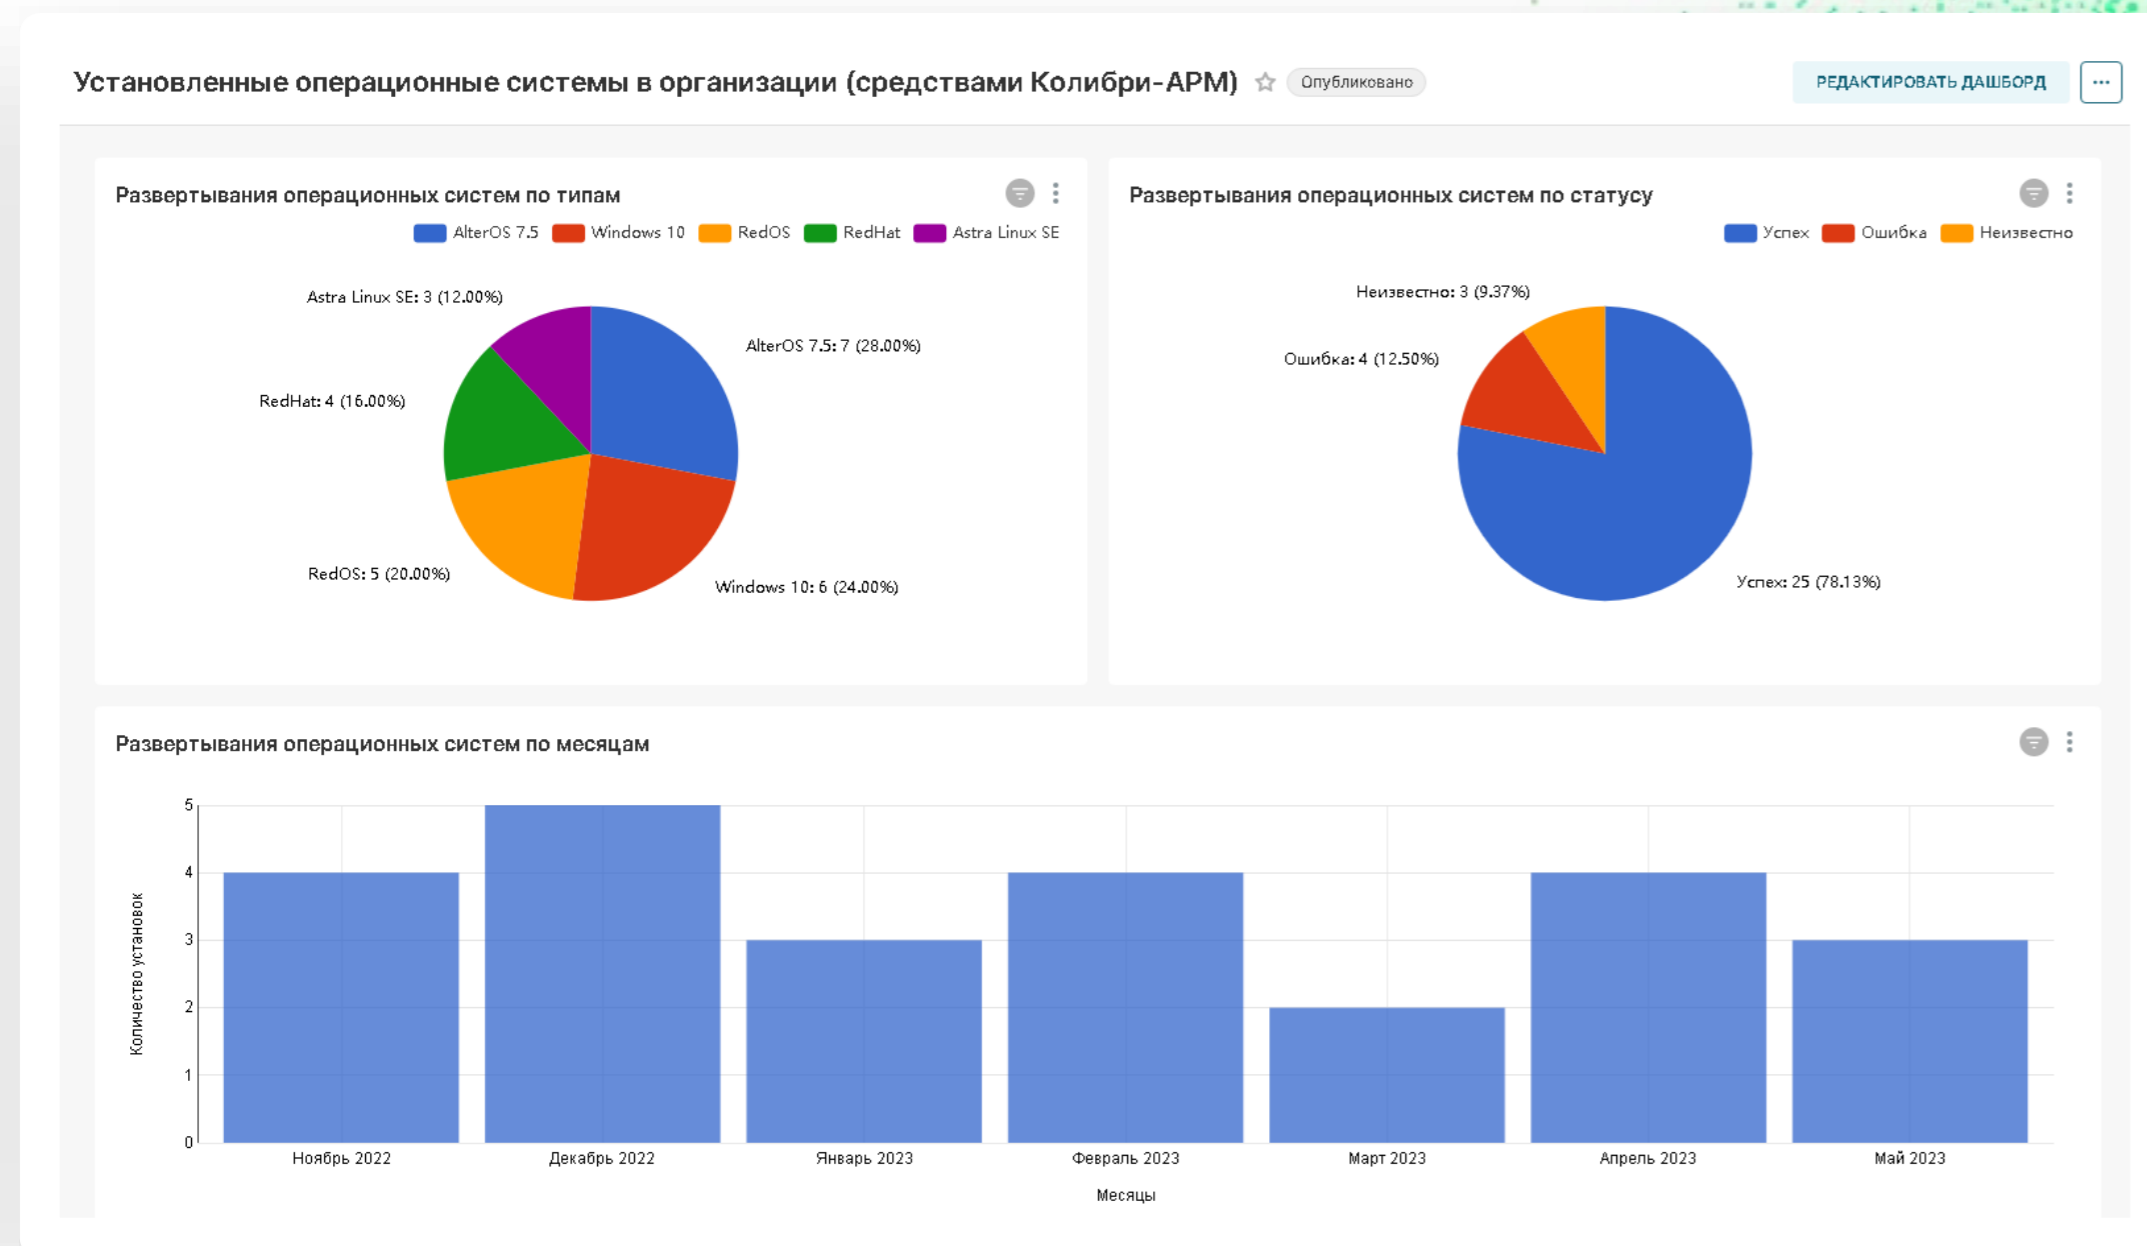 Установленные операционные системы в организации (средствами Колибри-АРМ)
Опубликовано
РЕДАКТИРОВАТЬ ДАШБОРД
Развертывания операционных систем по типам
AlterOS 7.5 Windows 10 RedOS RedHat Astra Linux SE
Astra Linux SE: 3 (12.00%)
AlterOS 7.5: 7 (28.00%)
RedHat: 4 (16.00%)
RedOS: 5 (20.00%)
Windows 10: 6 (24.00%)
Развертывания операционных систем по статусу
Успех Ошибка Неизвестно
Неизвестно: 3 (9.37%)
Ошибка: 4 (12.50%)
Успех: 25 (78.13%)
Развертывания операционных систем по месяцам
Количество установок
5
4
3
2
1
0
Ноябрь 2022 Декабрь 2022 Январь 2023 Февраль 2023 Март 2023 Апрель 2023 Май 2023
Месяцы